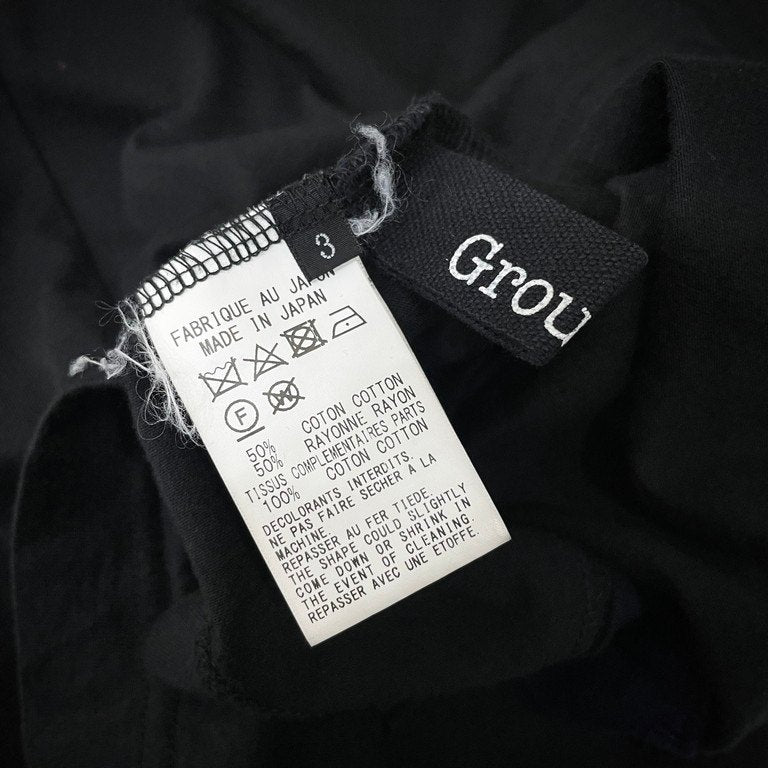 3
Grou
FABRIQUE AU JAPON
MADE IN JAPAN
F
W
50% COTON COTTON
50% RAYONNE RAYON
TISSUS COMPLEMENTAIRES PARTS
100% COTON COTTON
DECOLORANTS INTERDITS.
NE PAS FAIRE SECHER A LA
MACHINE.
REPASSER AU FER TIEDE.
THE SHAPE COULD SLIGHTLY
COME DOWN OR SHRINK IN
THE EVENT OF CLEANING.
REPASSER AVEC UNE ETOFFE.